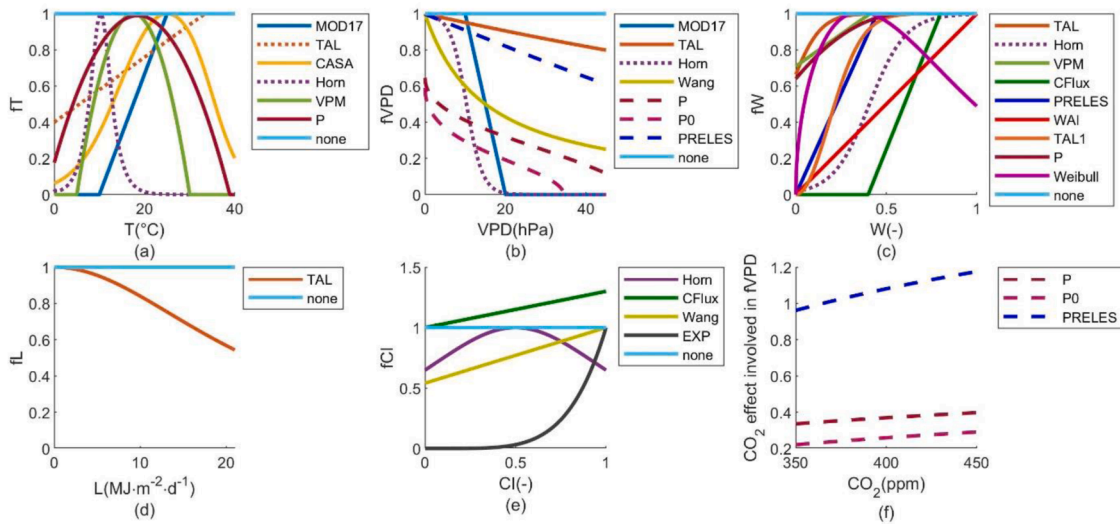 1
0.8
0.6
0.4
0.2
0
fT
0
20
40
T(°C)
(a)
MOD17
TAL
CASA
Horn
VPM
P
none
1
0.8
0.6
0.4
0.2
0
fVPD
0
20
40
VPD(hPa)
(b)
MOD17
TAL
Horn
Wang
P
P0
PRELES
none
1
0.8
0.6
0.4
0.2
0
fW
0
0.5
1
W(-)
(c)
TAL
Horn
VPM
CFlux
PRELES
WAI
TAL1
P
Weibull
none
1
0.8
0.6
0.4
0.2
0
fL
0
10
20
L(MJ·m⁻²·d⁻¹)
(d)
TAL
none
1.5
1
0.5
0
fCI
0
0.5
1
CI(-)
(e)
Horn
CFlux
Wang
EXP
none
1.2
1
0.8
0.6
0.4
0.2
CO₂ effect involved in fVPD
350
400
450
CO₂(ppm)
(f)
P
P0
PRELES